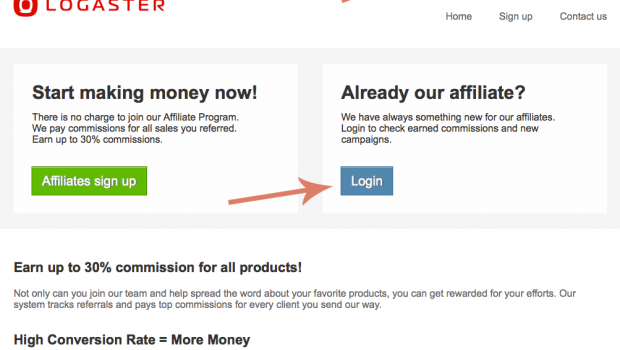 LOGASTER
Home Sign up Contact us
Start making money now!
There is no charge to join our Affiliate Program.
We pay commissions for all sales you referred.
Earn up to 30% commissions.
Affiliates sign up
Already our affiliate?
We have always something new for our affiliates.
Login to check earned commissions and new
campaigns.
Login
Earn up to 30% commission for all products!
Not only can you join our team and help spread the word about your favorite products, you can get rewarded for your efforts. Our
system tracks referrals and pays top commissions for every client you send our way.
High Conversion Rate = More Money